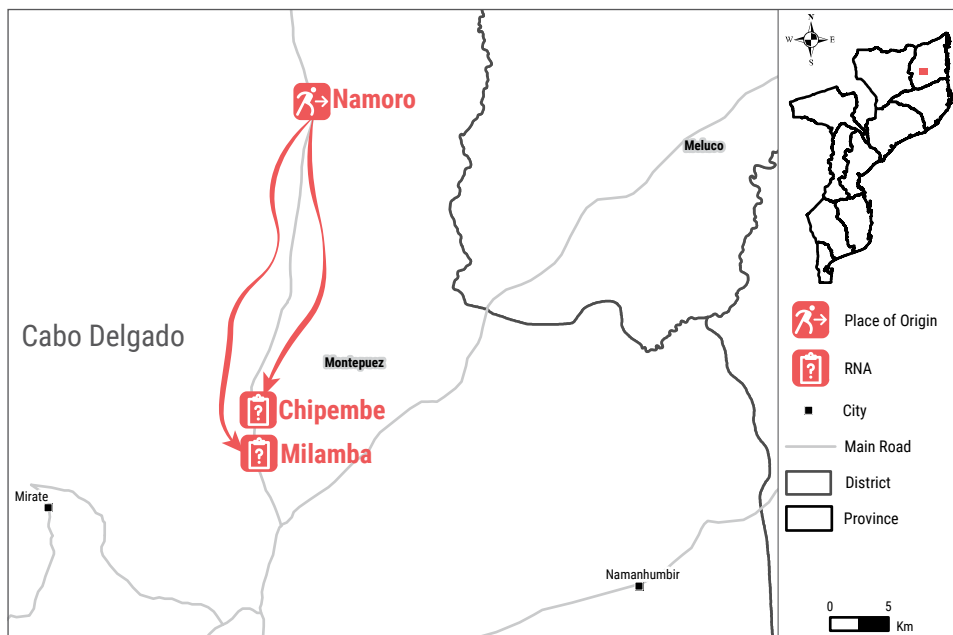 Namoro
Meluco
Cabo Delgado
Montepuez
Chipembe
Milamba
Mirate
Namanhumbir
N
W E
S
Place of Origin
RNA
City
Main Road
District
Province
0 5
Km